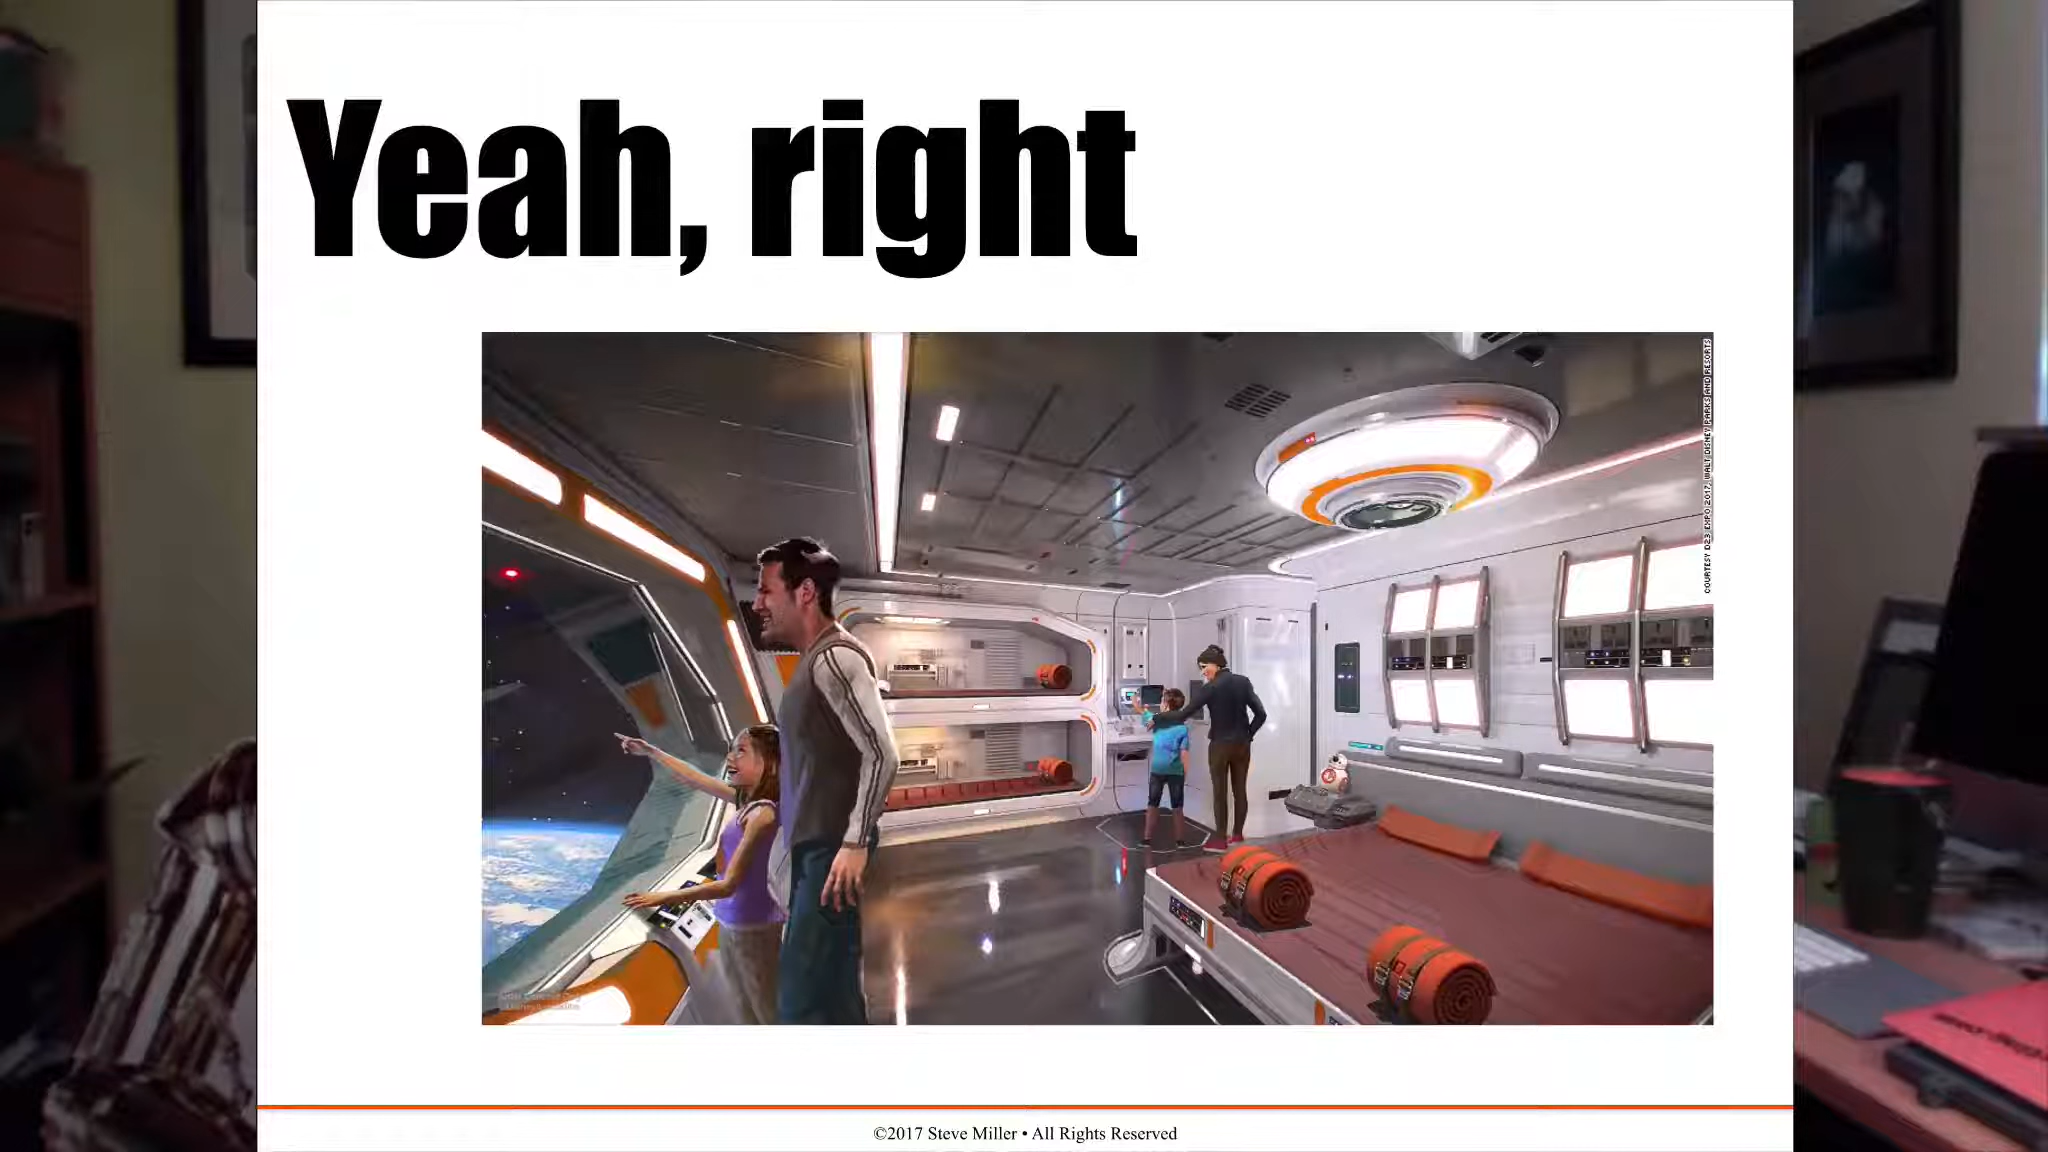 Yeah, right
COURTESY D23 EXPO 2017, WALT DISNEY PARKS AND RESORTS
©2017 Steve Miller • All Rights Reserved